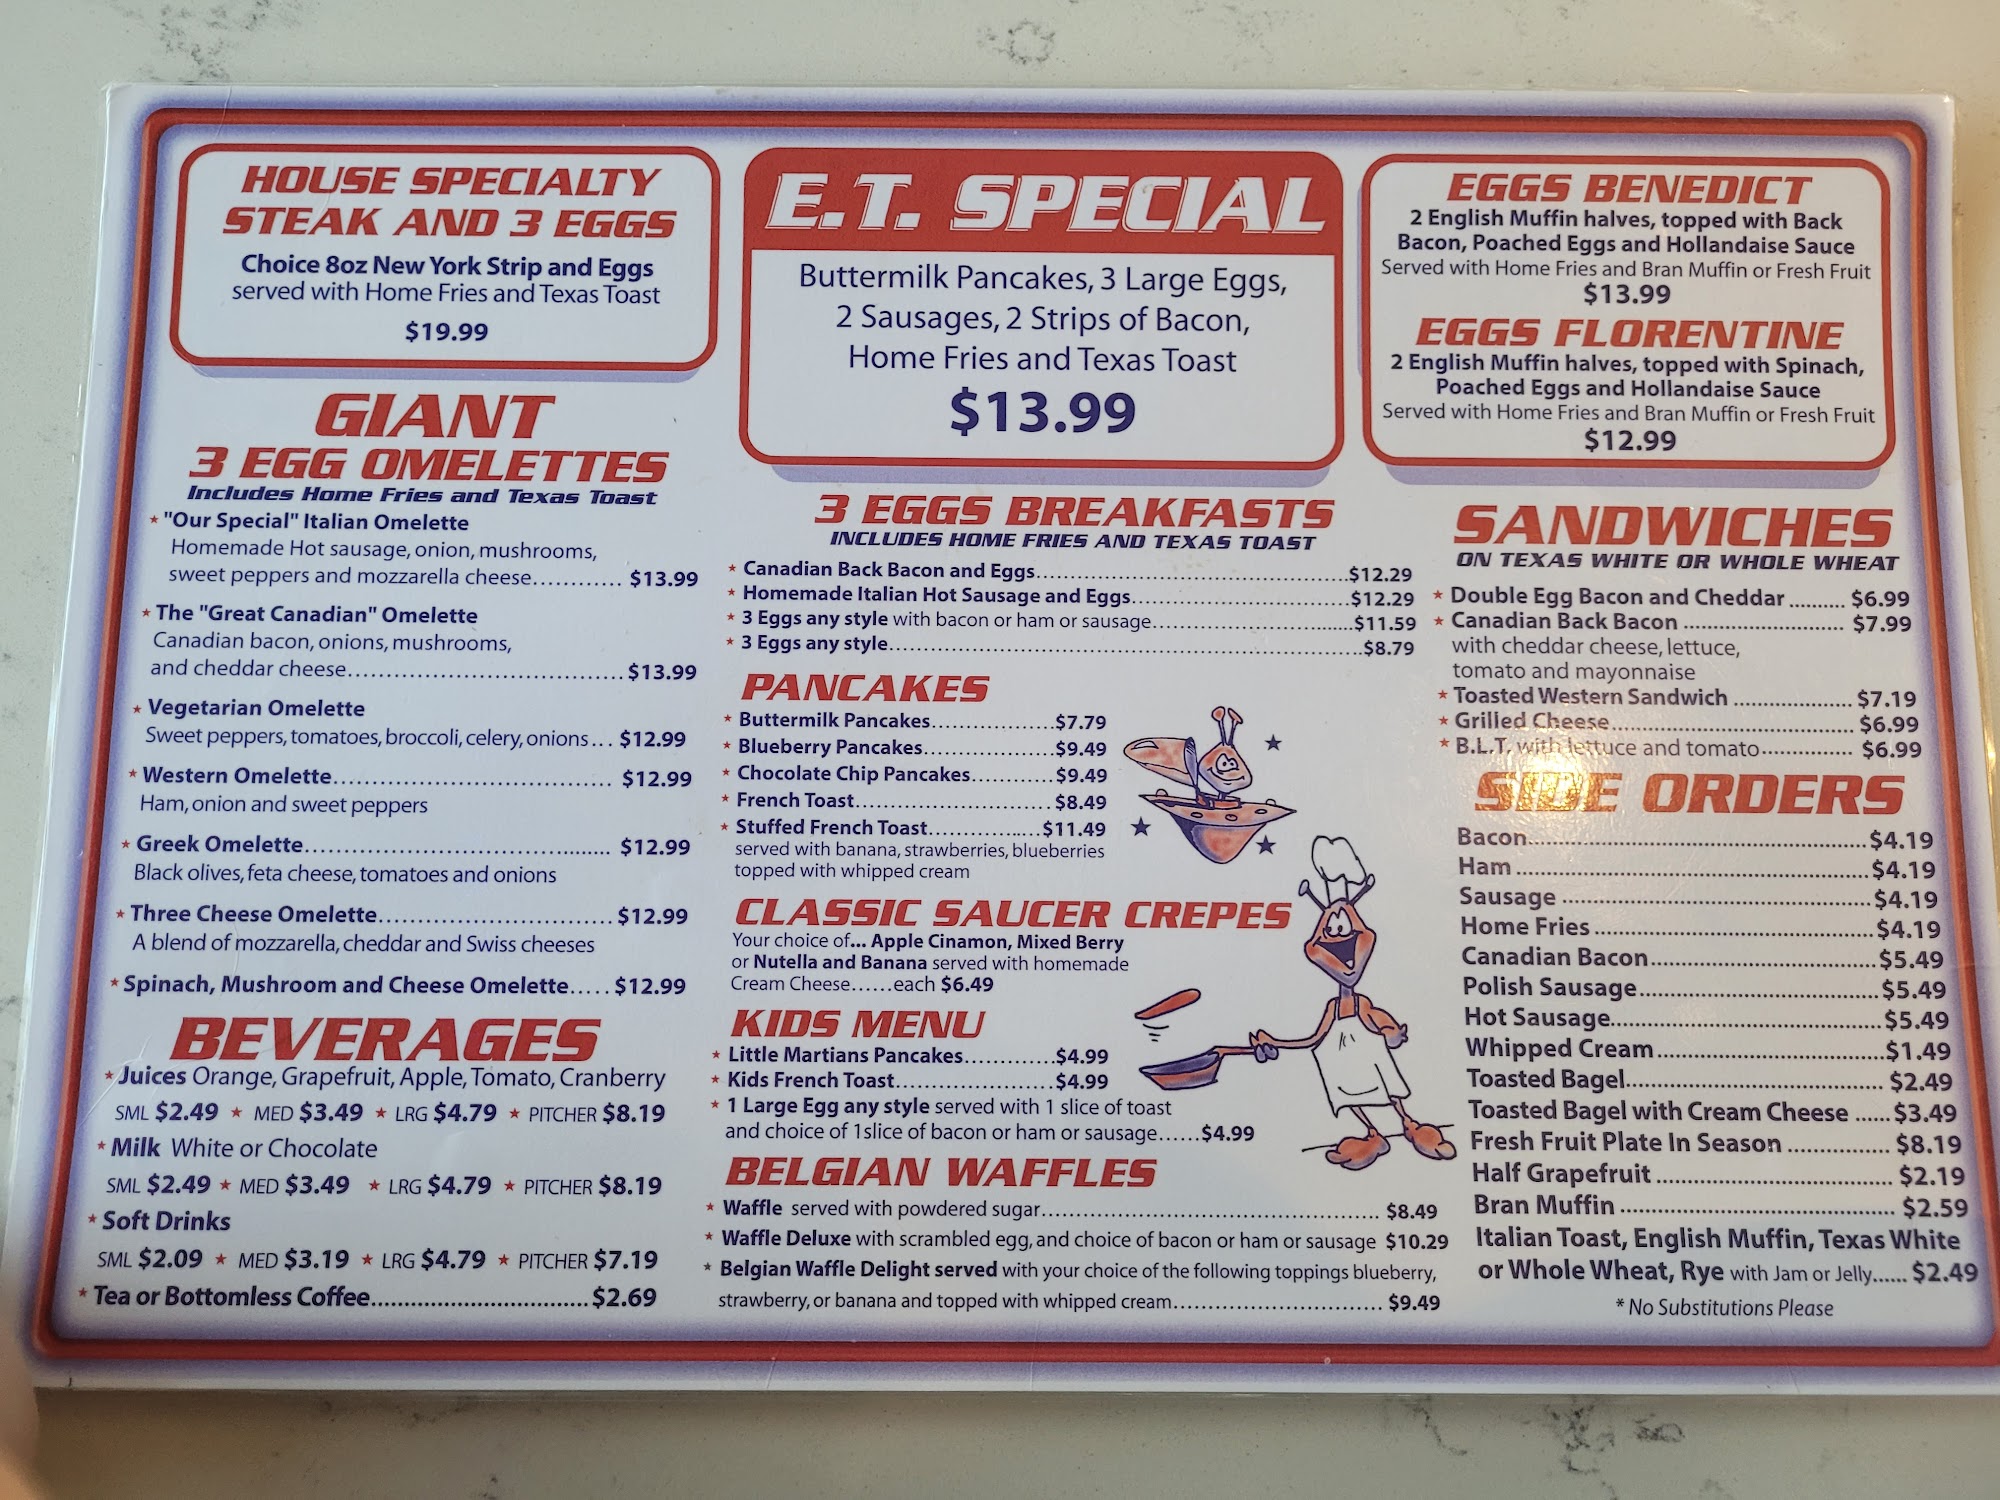 HOUSE SPECIALTY
STEAK AND 3 EGGS
Choice 8oz New York Strip and Eggs
served with Home Fries and Texas Toast
$19.99
GIANT
3 EGG OMELETTES
Includes Home Fries and Texas Toast
* "Our Special" Italian Omelette
Homemade Hot sausage, onion, mushrooms,
sweet peppers and mozzarella cheese............ $13.99
* The "Great Canadian" Omelette
Canadian bacon, onions, mushrooms,
and cheddar cheese.................................... $13.99
* Vegetarian Omelette
Sweet peppers, tomatoes, broccoli, celery, onions... $12.99
* Western Omelette.................................... $12.99
Ham, onion and sweet peppers
* Greek Omelette........................................ $12.99
Black olives, feta cheese, tomatoes and onions
* Three Cheese Omelette.............................. $12.99
A blend of mozzarella, cheddar and Swiss cheeses
* Spinach, Mushroom and Cheese Omelette..... $12.99
BEVERAGES
* Juices Orange, Grapefruit, Apple, Tomato, Cranberry
SML $2.49 * MED $3.49 * LRG $4.79 * PITCHER $8.19
* Milk White or Chocolate
SML $2.49 * MED $3.49 * LRG $4.79 * PITCHER $8.19
* Soft Drinks
SML $2.09 * MED $3.19 * LRG $4.79 * PITCHER $7.19
* Tea or Bottomless Coffee.............................. $2.69
E.T. SPECIAL
Buttermilk Pancakes, 3 Large Eggs,
2 Sausages, 2 Strips of Bacon,
Home Fries and Texas Toast
$13.99
3 EGGS BREAKFASTS
INCLUDES HOME FRIES AND TEXAS TOAST
* Canadian Back Bacon and Eggs........................................ $12.29
* Homemade Italian Hot Sausage and Eggs............................ $12.29
* 3 Eggs any style with bacon or ham or sausage......................... $11.59
* 3 Eggs any style............................................................ $8.79
PANCAKES
* Buttermilk Pancakes................ $7.79
* Blueberry Pancakes................. $9.49
* Chocolate Chip Pancakes........... $9.49
* French Toast......................... $8.49
* Stuffed French Toast................ $11.49
served with banana, strawberries, blueberries
topped with whipped cream
CLASSIC SAUCER CREPES
Your choice of... Apple Cinamon, Mixed Berry
or Nutella and Banana served with homemade
Cream Cheese......each $6.49
KIDS MENU
* Little Martians Pancakes............. $4.99
* Kids French Toast...................... $4.99
* 1 Large Egg any style served with 1 slice of toast
and choice of 1slice of bacon or ham or sausage...... $4.99
BELGIAN WAFFLES
* Waffle served with powdered sugar............................................ $8.49
* Waffle Deluxe with scrambled egg, and choice of bacon or ham or sausage $10.29
* Belgian Waffle Delight served with your choice of the following toppings blueberry,
strawberry, or banana and topped with whipped cream............................ $9.49
EGGS BENEDICT
2 English Muffin halves, topped with Back
Bacon, Poached Eggs and Hollandaise Sauce
Served with Home Fries and Bran Muffin or Fresh Fruit
$13.99
EGGS FLORENTINE
2 English Muffin halves, topped with Spinach,
Poached Eggs and Hollandaise Sauce
Served with Home Fries and Bran Muffin or Fresh Fruit
$12.99
SANDWICHES
ON TEXAS WHITE OR WHOLE WHEAT
* Double Egg Bacon and Cheddar .......... $6.99
* Canadian Back Bacon ............................ $7.99
with cheddar cheese, lettuce,
tomato and mayonnaise
* Toasted Western Sandwich .................... $7.19
* Grilled Cheese........................................ $6.99
* B.L.T. with lettuce and tomato............... $6.99
SIDE ORDERS
Bacon......................................................... $4.19
Ham .......................................................... $4.19
Sausage .................................................... $4.19
Home Fries ............................................... $4.19
Canadian Bacon...................................... $5.49
Polish Sausage........................................ $5.49
Hot Sausage............................................ $5.49
Whipped Cream...................................... $1.49
Toasted Bagel.......................................... $2.49
Toasted Bagel with Cream Cheese ...... $3.49
Fresh Fruit Plate In Season ................. $8.19
Half Grapefruit ...................................... $2.19
Bran Muffin ............................................ $2.59
Italian Toast, English Muffin, Texas White
or Whole Wheat, Rye with Jam or Jelly...... $2.49
* No Substitutions Please